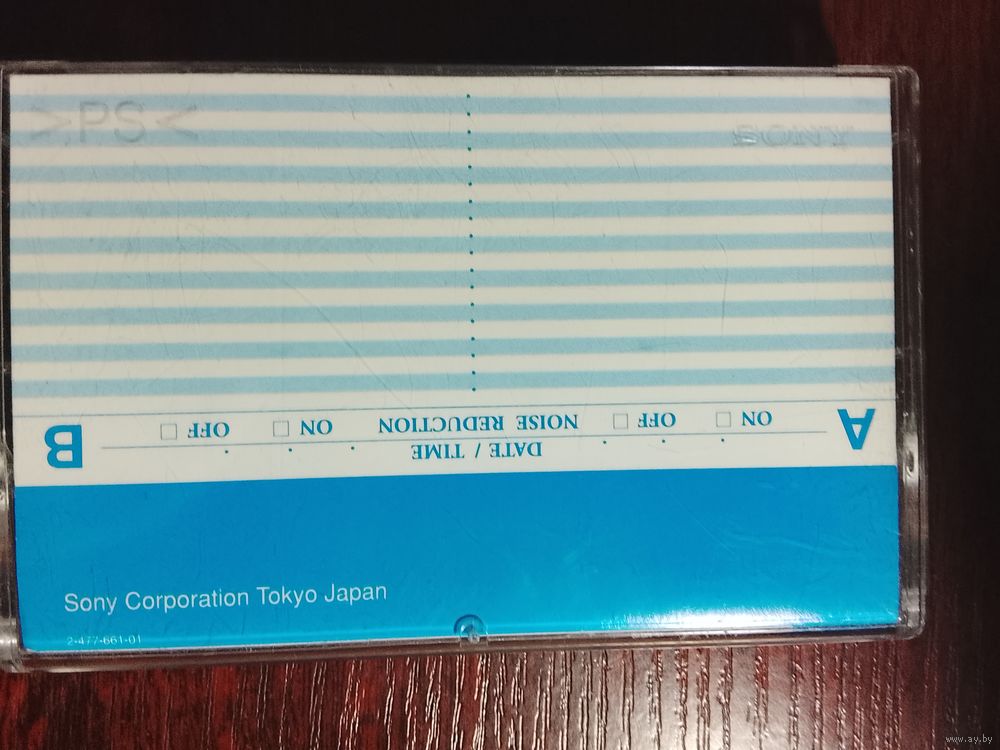 >PS<
SONY
A ON □ OFF □ NOISE REDUCTION ON □ OFF □ B
DATE / TIME
Sony Corporation Tokyo Japan
2-477-661-01
www.ay.by